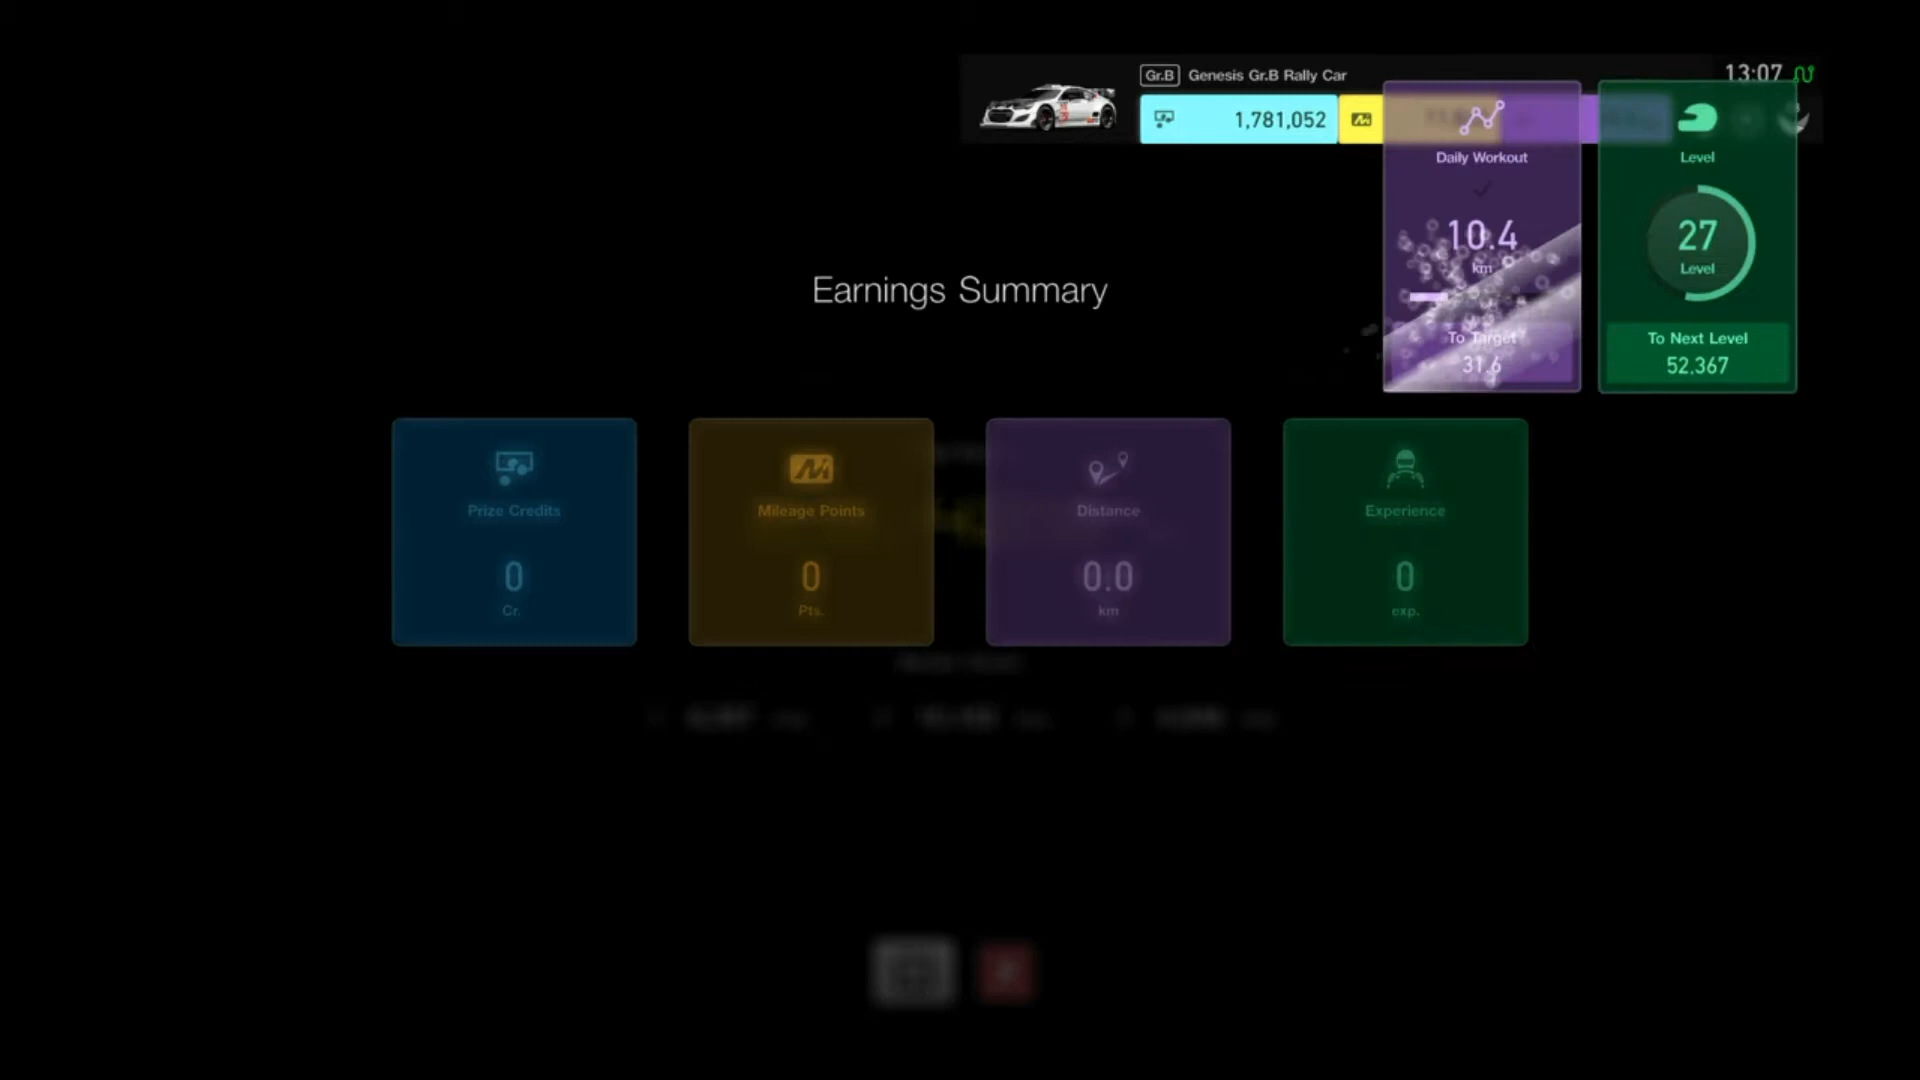 Gr.B Genesis Gr.B Rally Car
13:07
1,781,052
Daily Workout
10.4
km
To Target
31.6
Level
27
Level
To Next Level
52,367
Earnings Summary
Prize Credits
0
Cr.
Mileage Points
0
Pts.
Distance
0.0
km
Experience
0
exp.